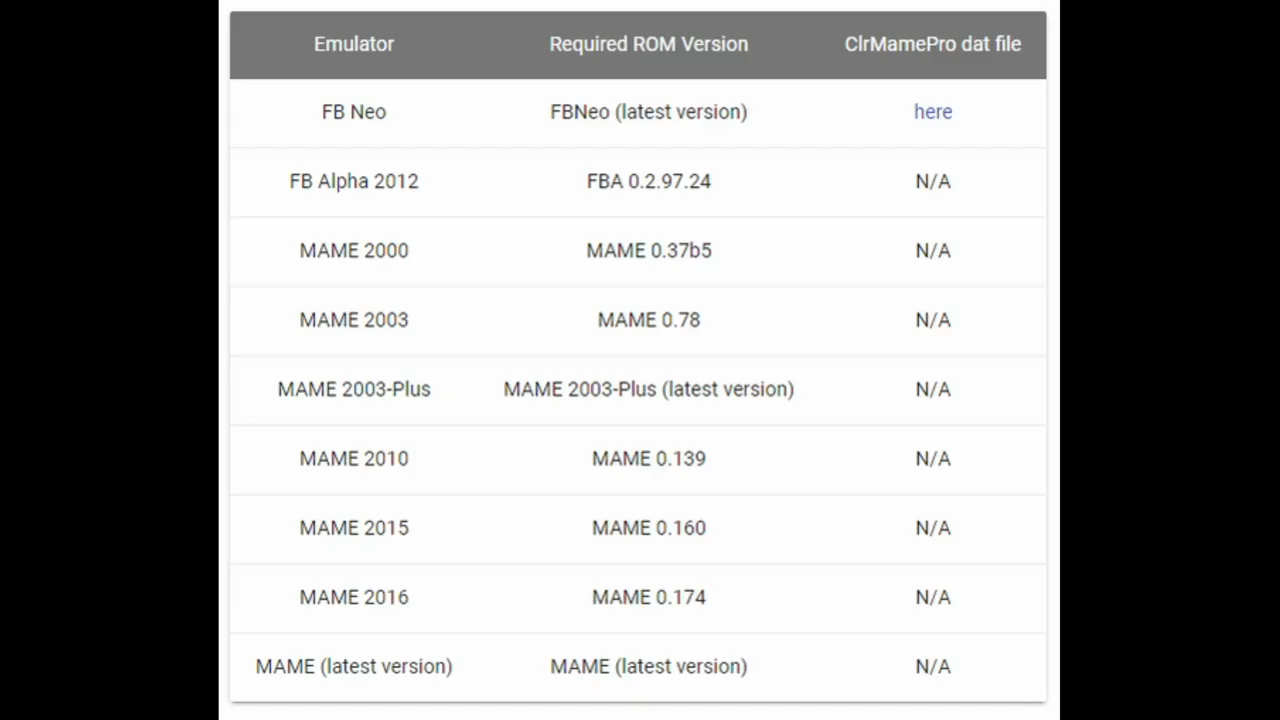 Emulator Required ROM Version ClrMamePro dat file
FB Neo FBNeo (latest version) here
FB Alpha 2012 FBA 0.2.97.24 N/A
MAME 2000 MAME 0.37b5 N/A
MAME 2003 MAME 0.78 N/A
MAME 2003-Plus MAME 2003-Plus (latest version) N/A
MAME 2010 MAME 0.139 N/A
MAME 2015 MAME 0.160 N/A
MAME 2016 MAME 0.174 N/A
MAME (latest version) MAME (latest version) N/A